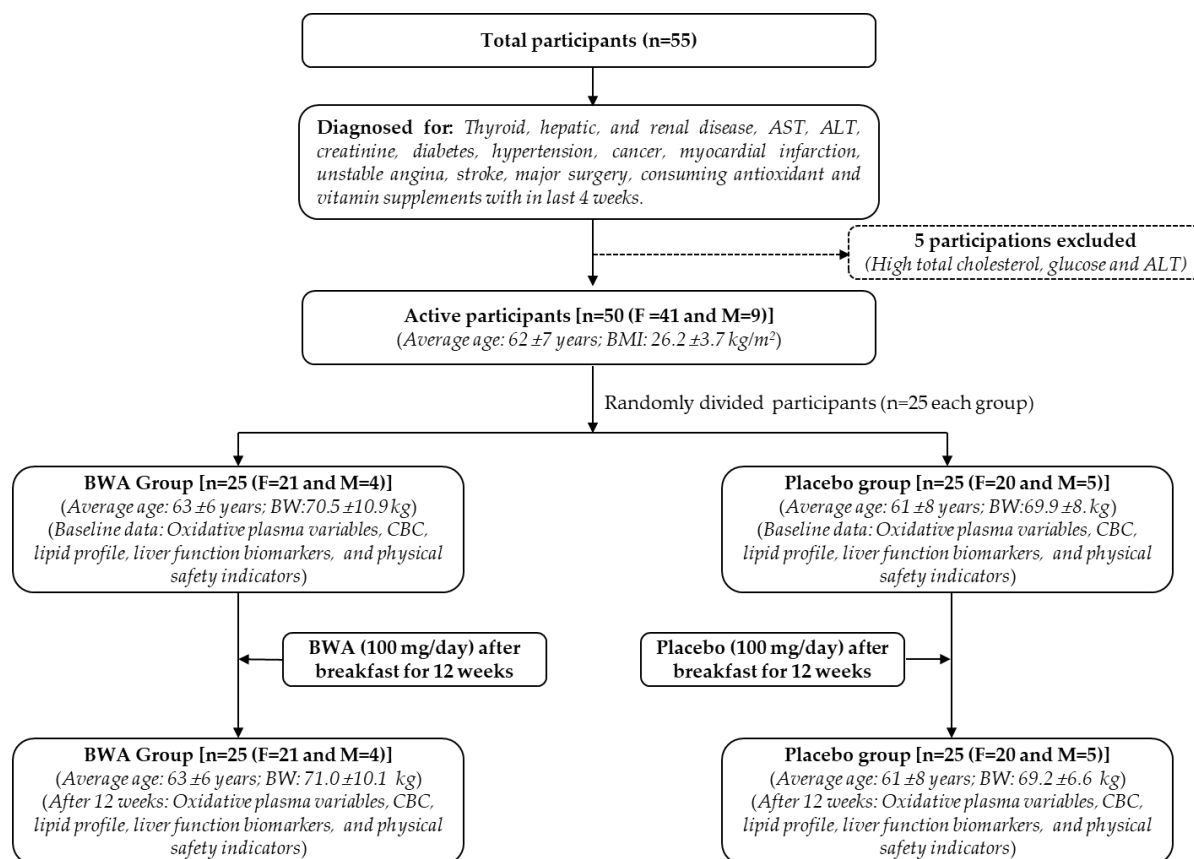 Total participants (n=55)
Diagnosed for: Thyroid, hepatic, and renal disease, AST, ALT,
creatinine, diabetes, hypertension, cancer, myocardial infarction,
unstable angina, stroke, major surgery, consuming antioxidant and
vitamin supplements with in last 4 weeks.
5 participations excluded
(High total cholesterol, glucose and ALT)
Active participants [n=50 (F =41 and M=9)]
(Average age: 62 ±7 years; BMI: 26.2 ±3.7 kg/m²)
Randomly divided participants (n=25 each group)
BWA Group [n=25 (F=21 and M=4)]
(Average age: 63 ±6 years; BW:70.5 ±10.9 kg)
(Baseline data: Oxidative plasma variables, CBC,
lipid profile, liver function biomarkers, and physical
safety indicators)
Placebo group [n=25 (F=20 and M=5)]
(Average age: 61 ±8 years; BW:69.9 ±8. kg)
(Baseline data: Oxidative plasma variables, CBC,
lipid profile, liver function biomarkers, and physical
safety indicators)
BWA (100 mg/day) after
breakfast for 12 weeks
Placebo (100 mg/day) after
breakfast for 12 weeks
BWA Group [n=25 (F=21 and M=4)]
(Average age: 63 ±6 years; BW: 71.0 ±10.1 kg)
(After 12 weeks: Oxidative plasma variables, CBC,
lipid profile, liver function biomarkers, and physical
safety indicators)
Placebo group [n=25 (F=20 and M=5)]
(Average age: 61 ±8 years; BW: 69.2 ±6.6 kg)
(After 12 weeks: Oxidative plasma variables, CBC,
lipid profile, liver function biomarkers, and physical
safety indicators)